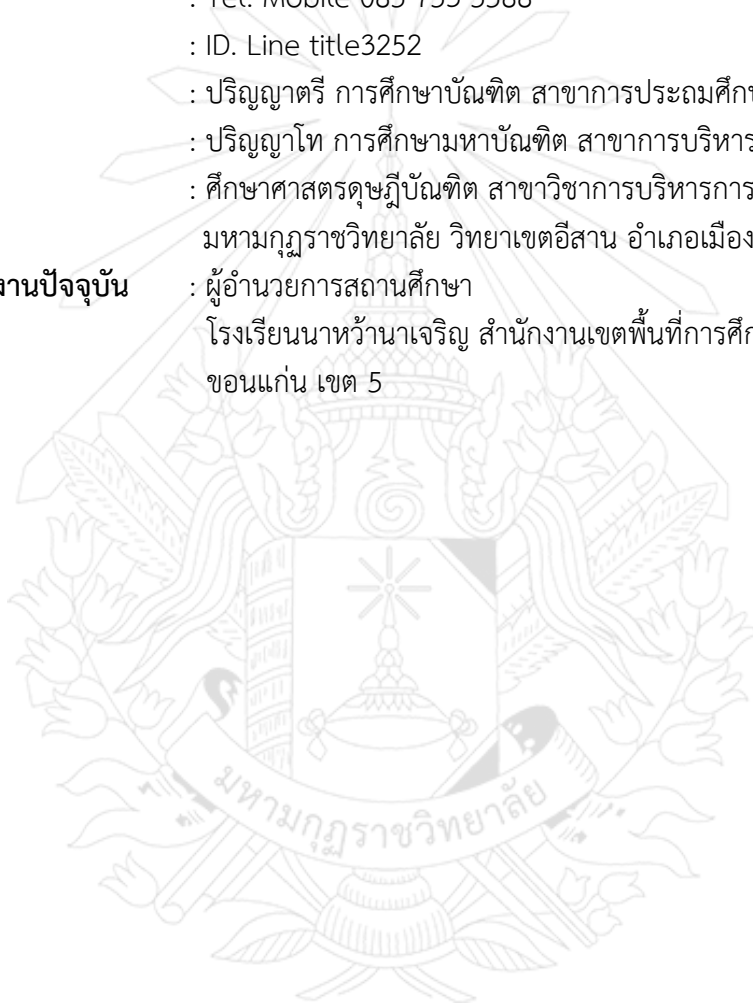 : ID. Line title3252
: ปริญญาตรี การศึกษาบัณฑิต สาขาการประถมศึกษ
: ปริญญาโท การศึกษามหาบัณฑิต สาขาการบริหาร
: ศึกษาศาสตรดุษฎีบัณฑิต สาขาวิชาการบริหารการ
มหามกุฏราชวิทยาลัย วิทยาเขตอีสาน อำเภอเมือง
งานปัจจุบัน : ผู้อำนวยการสถานศึกษา
โรงเรียนนาหว้านาเจริญ สำนักงานเขตพื้นที่การศึก
ขอนแก่น เขต 5
มหามกุฏราชวิทยาลัย